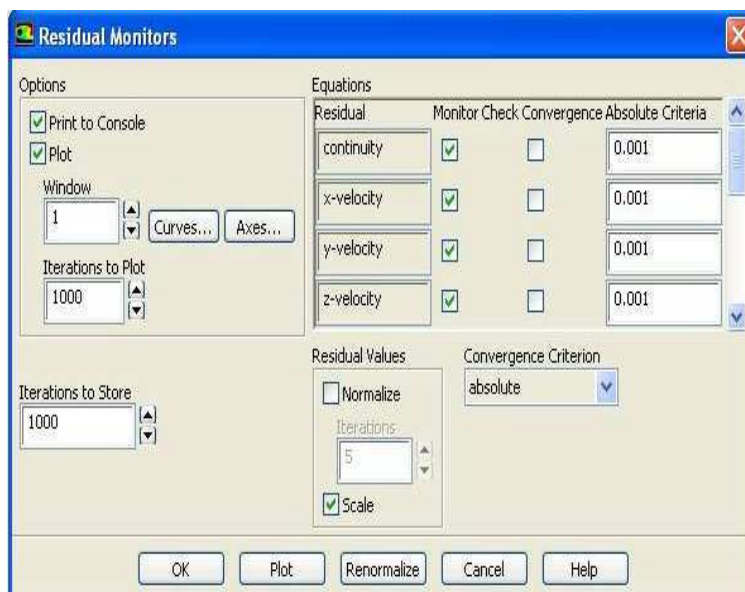 Residual Monitors
Options
Print to Console
Plot
Window
1
Curves... Axes...
Iterations to Plot
1000
Iterations to Store
1000
Equations
Residual Monitor Check Convergence Absolute Criteria
continuity 0.001
x-velocity 0.001
y-velocity 0.001
z-velocity 0.001
Residual Values
Normalize
Iterations
5
Scale
Convergence Criterion
absolute
OK Plot Renormalize Cancel Help